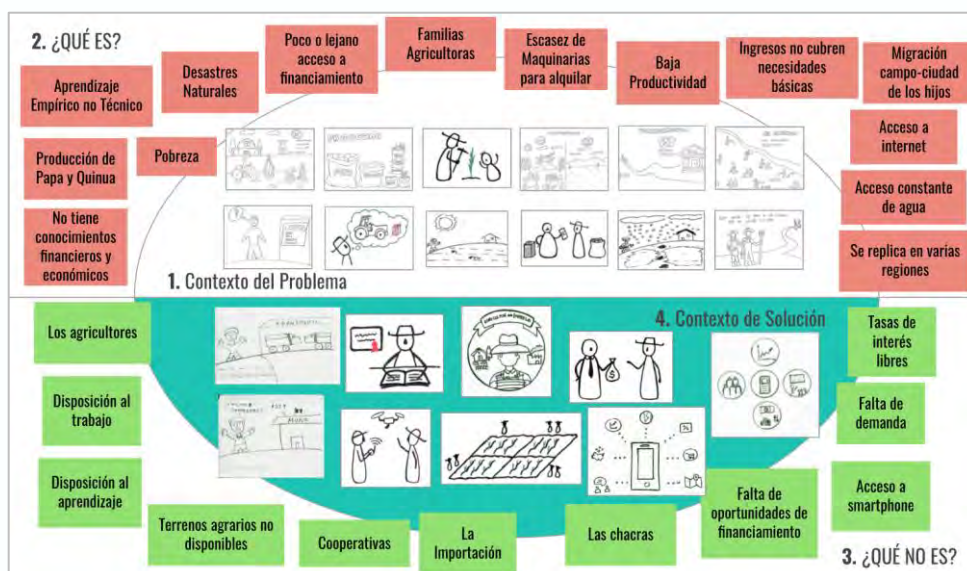 2. ¿QUÉ ES?
Aprendizaje
Empírico no Técnico
Desastres
Naturales
Poco o lejano
acceso a
financiamiento
Familias
Agricultoras
Escasez de
Maquinarias
para alquilar
Baja
Productividad
Ingresos no cubren
necesidades
básicas
Migración
campo-ciudad
de los hijos
Producción de
Papa y Quinua
Pobreza
Acceso a
internet
No tiene
conocimientos
financieros y
económicos
Acceso constante
de agua
Se replica en varias
regiones
1. Contexto del Problema
4. Contexto de Solución
Los agricultores
Tasas de
interés
libres
Disposición al
trabajo
Falta de
demanda
Disposición al
aprendizaje
Acceso a
smartphone
Terrenos agrarios no
disponibles
Cooperativas
La
Importación
Las chacras
Falta de
oportunidades de
financiamiento
3. ¿QUÉ NO ES?